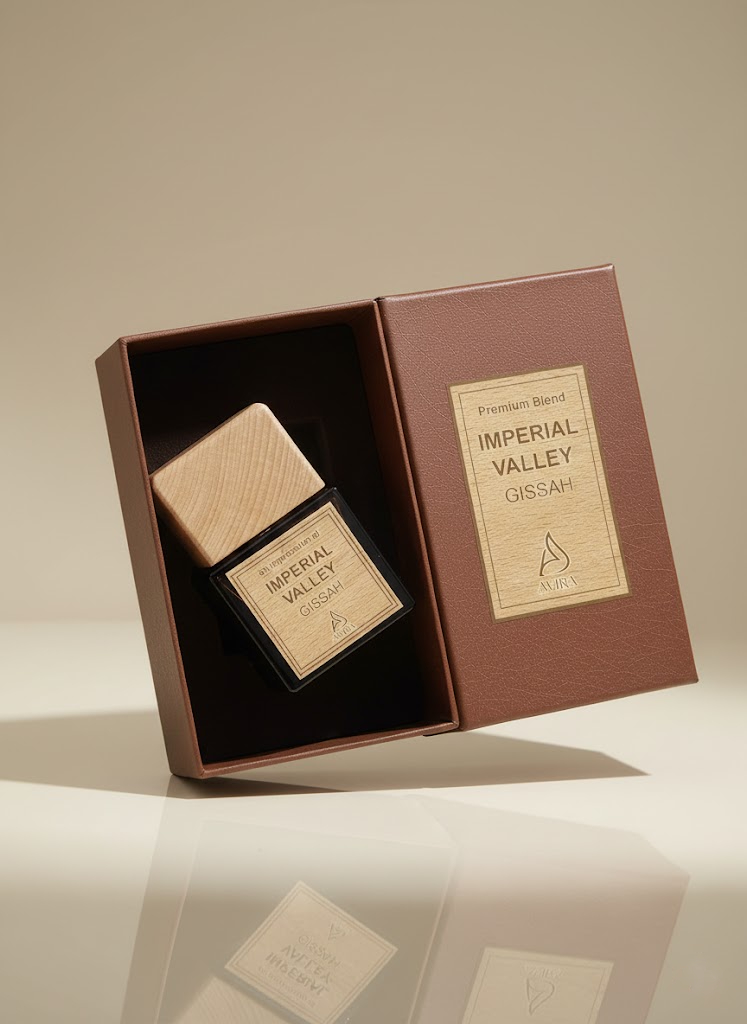 Premium Blend
IMPERIAL
VALLEY
GISSAH
IMPERIAL
VALLEY
GISSAH